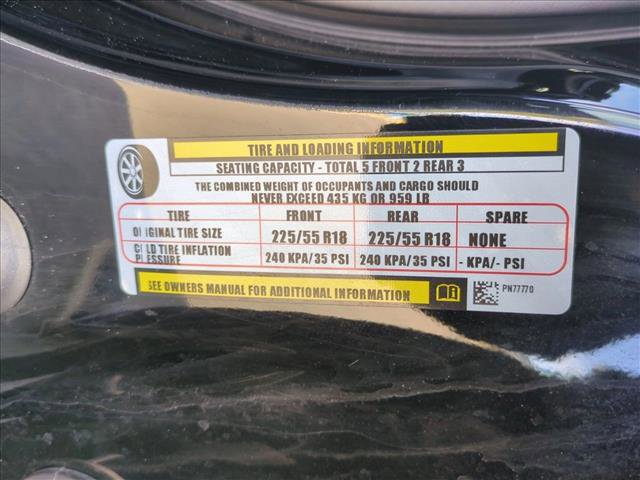 TIRE AND LOADING INFORMATION
SEATING CAPACITY - TOTAL 5 FRONT 2 REAR 3
THE COMBINED WEIGHT OF OCCUPANTS AND CARGO SHOULD
NEVER EXCEED 435 KG OR 959 LB
TIRE FRONT REAR SPARE
ORIGINAL TIRE SIZE 225/55 R18 225/55 R18 NONE
COLD TIRE INFLATION
PRESSURE 240 KPA/35 PSI 240 KPA/35 PSI - KPA/- PSI
SEE OWNERS MANUAL FOR ADDITIONAL INFORMATION
PN77770